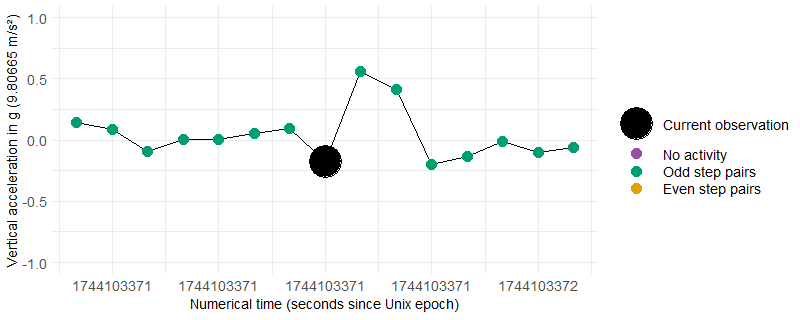 Vertical acceleration in g (9.80665 m/s²)
1.0
0.5
0.0
-0.5
-1.0
1744103371 1744103371 1744103371 1744103371 1744103372
Numerical time (seconds since Unix epoch)
Current observation
No activity
Odd step pairs
Even step pairs